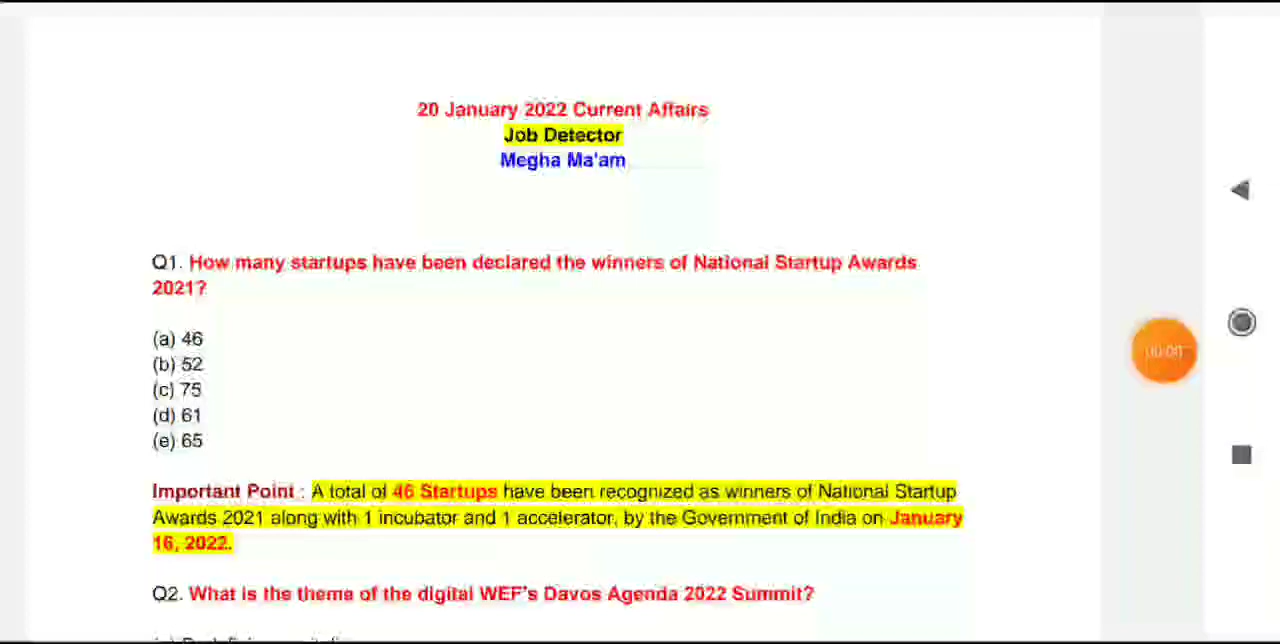 20 January 2022 Current Affairs
Job Detector
Megha Ma'am
Q1. How many startups have been declared the winners of National Startup Awards
2021?
(a) 46
(b) 52
(c) 75
(d) 61
(e) 65
Important Point : A total of 46 Startups have been recognized as winners of National Startup
Awards 2021 along with 1 incubator and 1 accelerator, by the Government of India on January
16, 2022.
Q2. What is the theme of the digital WEF's Davos Agenda 2022 Summit?
00:00